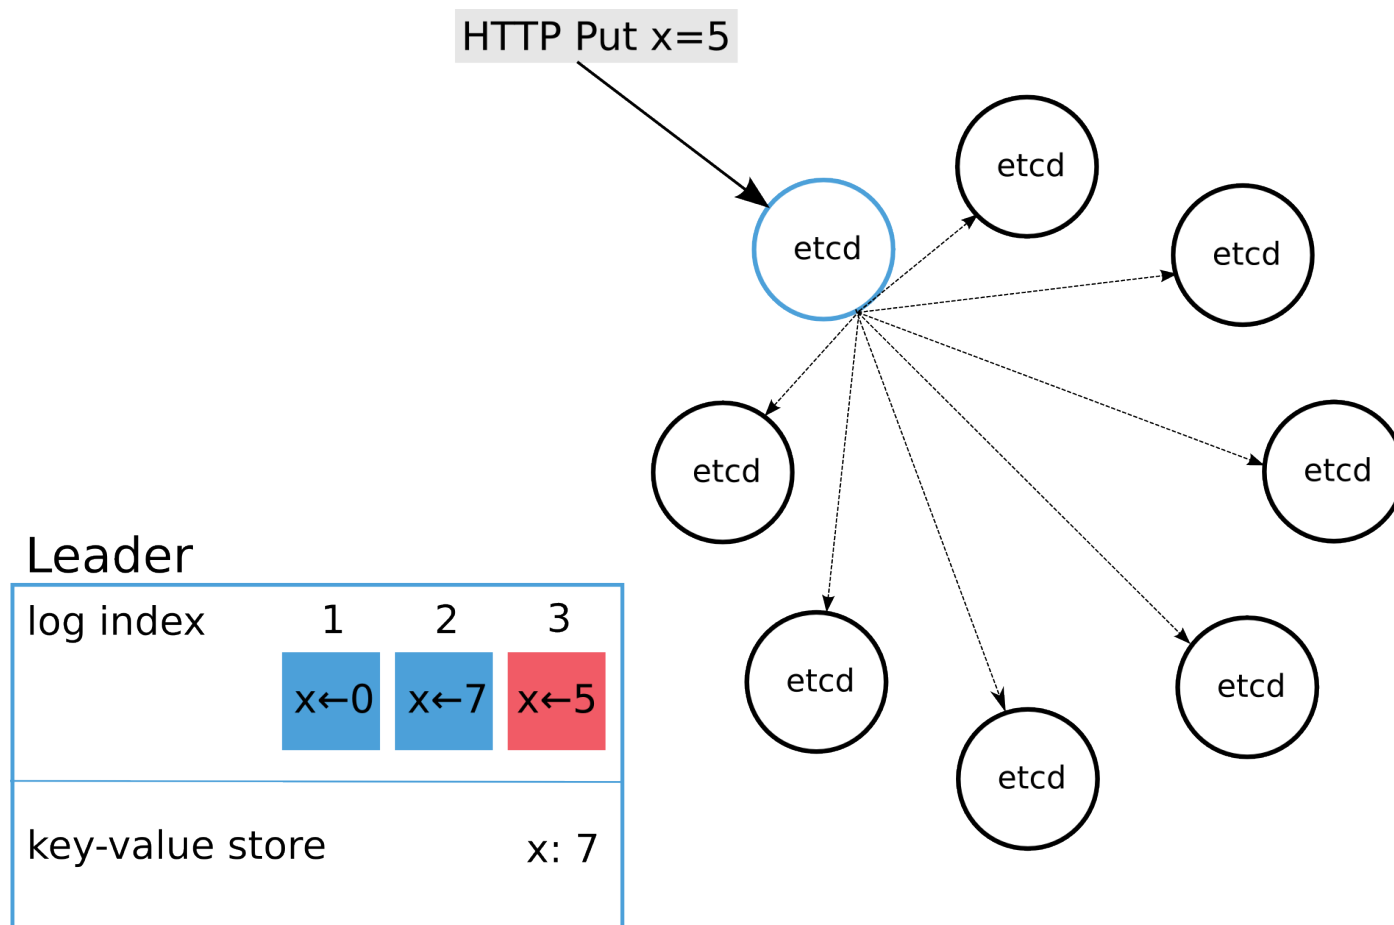 HTTP Put x=5
etcd
etcd
etcd
etcd
etcd
etcd
etcd
etcd
Leader
log index 1 2 3
x←0 x←7 x←5
key-value store x: 7